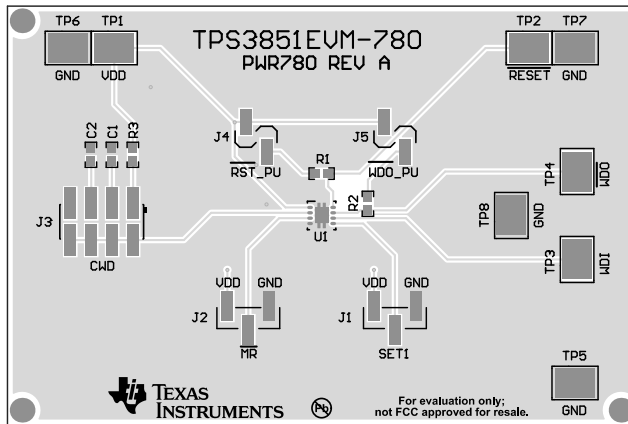 TP6 TP1 TPS3851EVM-780 TP2 TP7
GND VDD PWR780 REV A RESET GND
C2 C1 R3
J4 J5
RST_PU R1 WDO_PU
TP4 WDO
R2
J3
U1
TP8 GND
CWD
TP3 WDI
VDD GND VDD GND
J2 J1
MR SET1
TP5
GND
TEXAS
INSTRUMENTS
Pb
For evaluation only;
not FCC approved for resale.